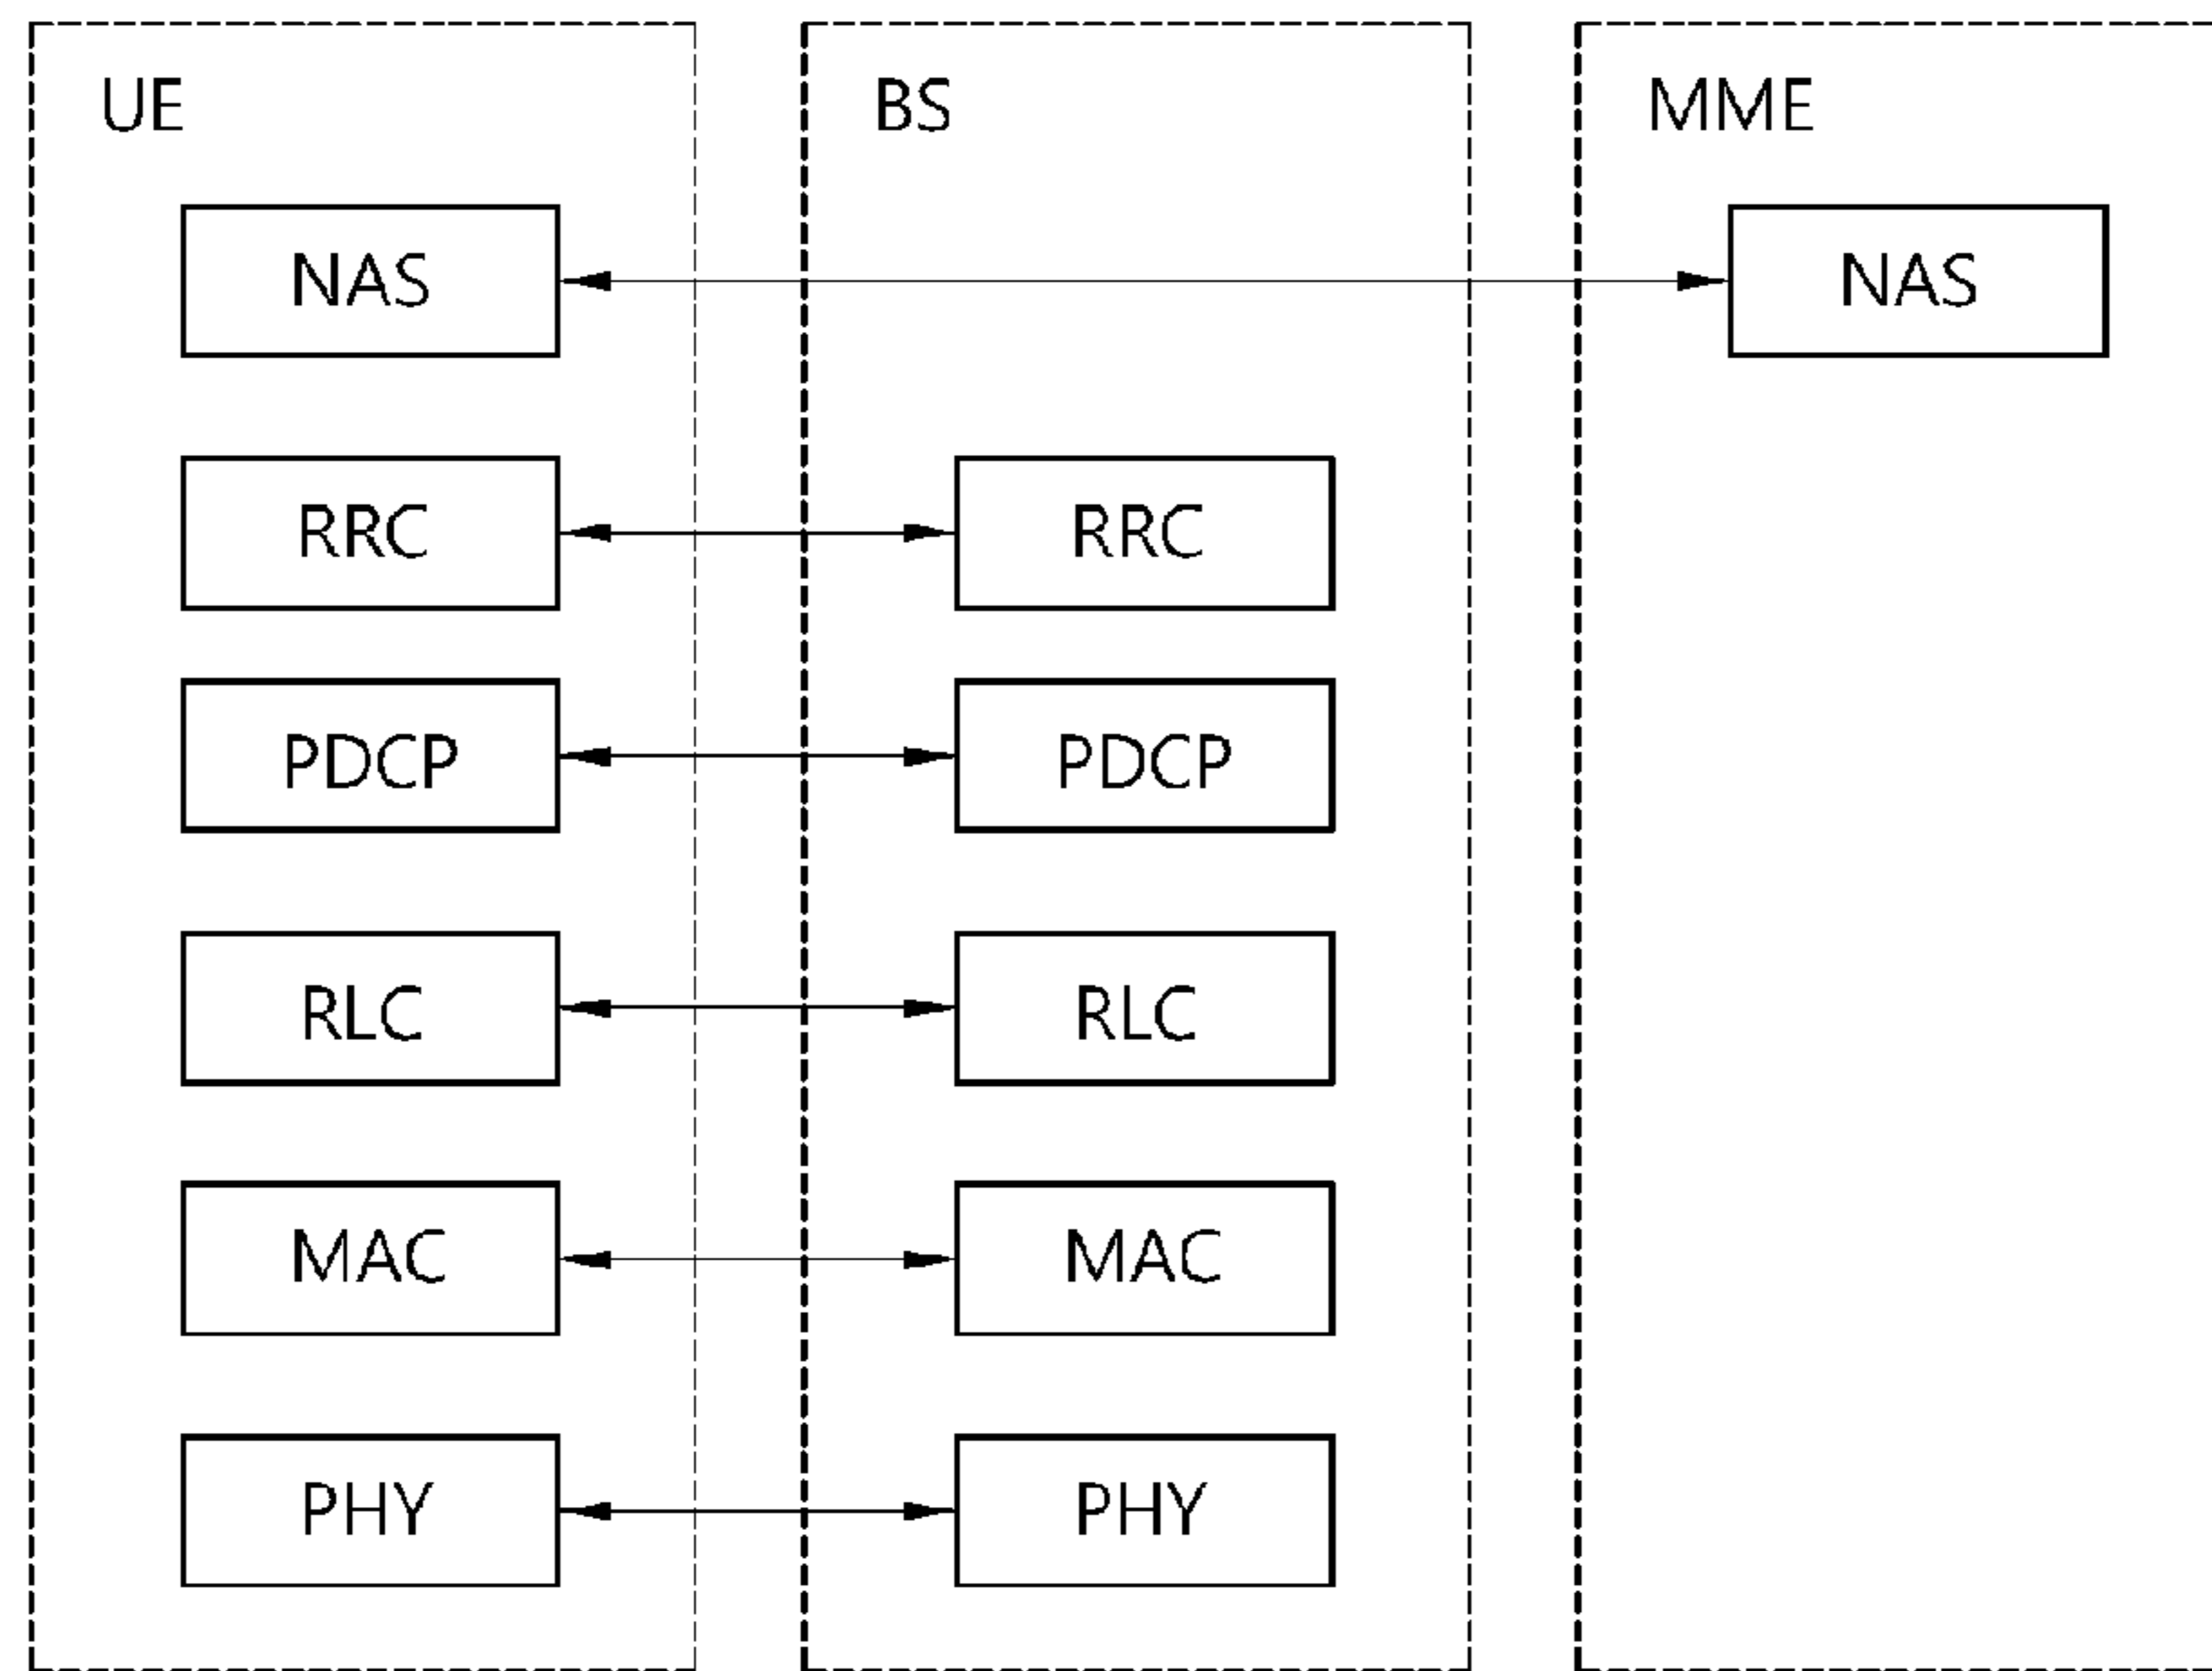 UE
BS
MME
NAS
NAS
RRC
RRC
PDCP
PDCP
RLC
RLC
MAC
MAC
PHY
PHY